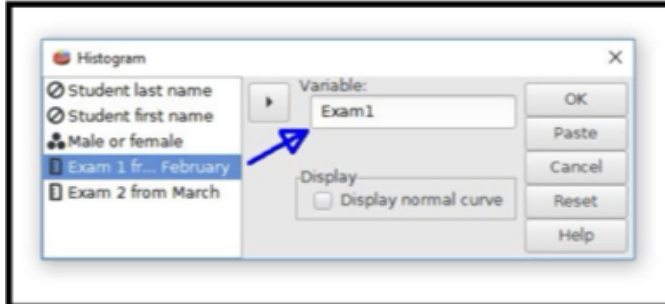 Histogram
Student last name
Student first name
Male or female
Exam 1 fr... February
Exam 2 from March
Variable:
Exam1
Display
Display normal curve
OK
Paste
Cancel
Reset
Help